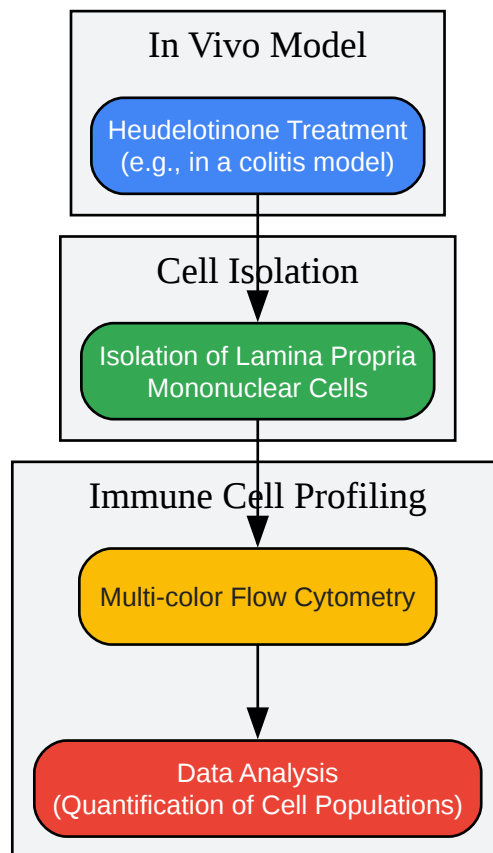 In Vivo Model
Heudelotinone Treatment
(e.g., in a colitis model)
Cell Isolation
Isolation of Lamina Propria
Mononuclear Cells
Immune Cell Profiling
Multi-color Flow Cytometry
Data Analysis
(Quantification of Cell Populations)